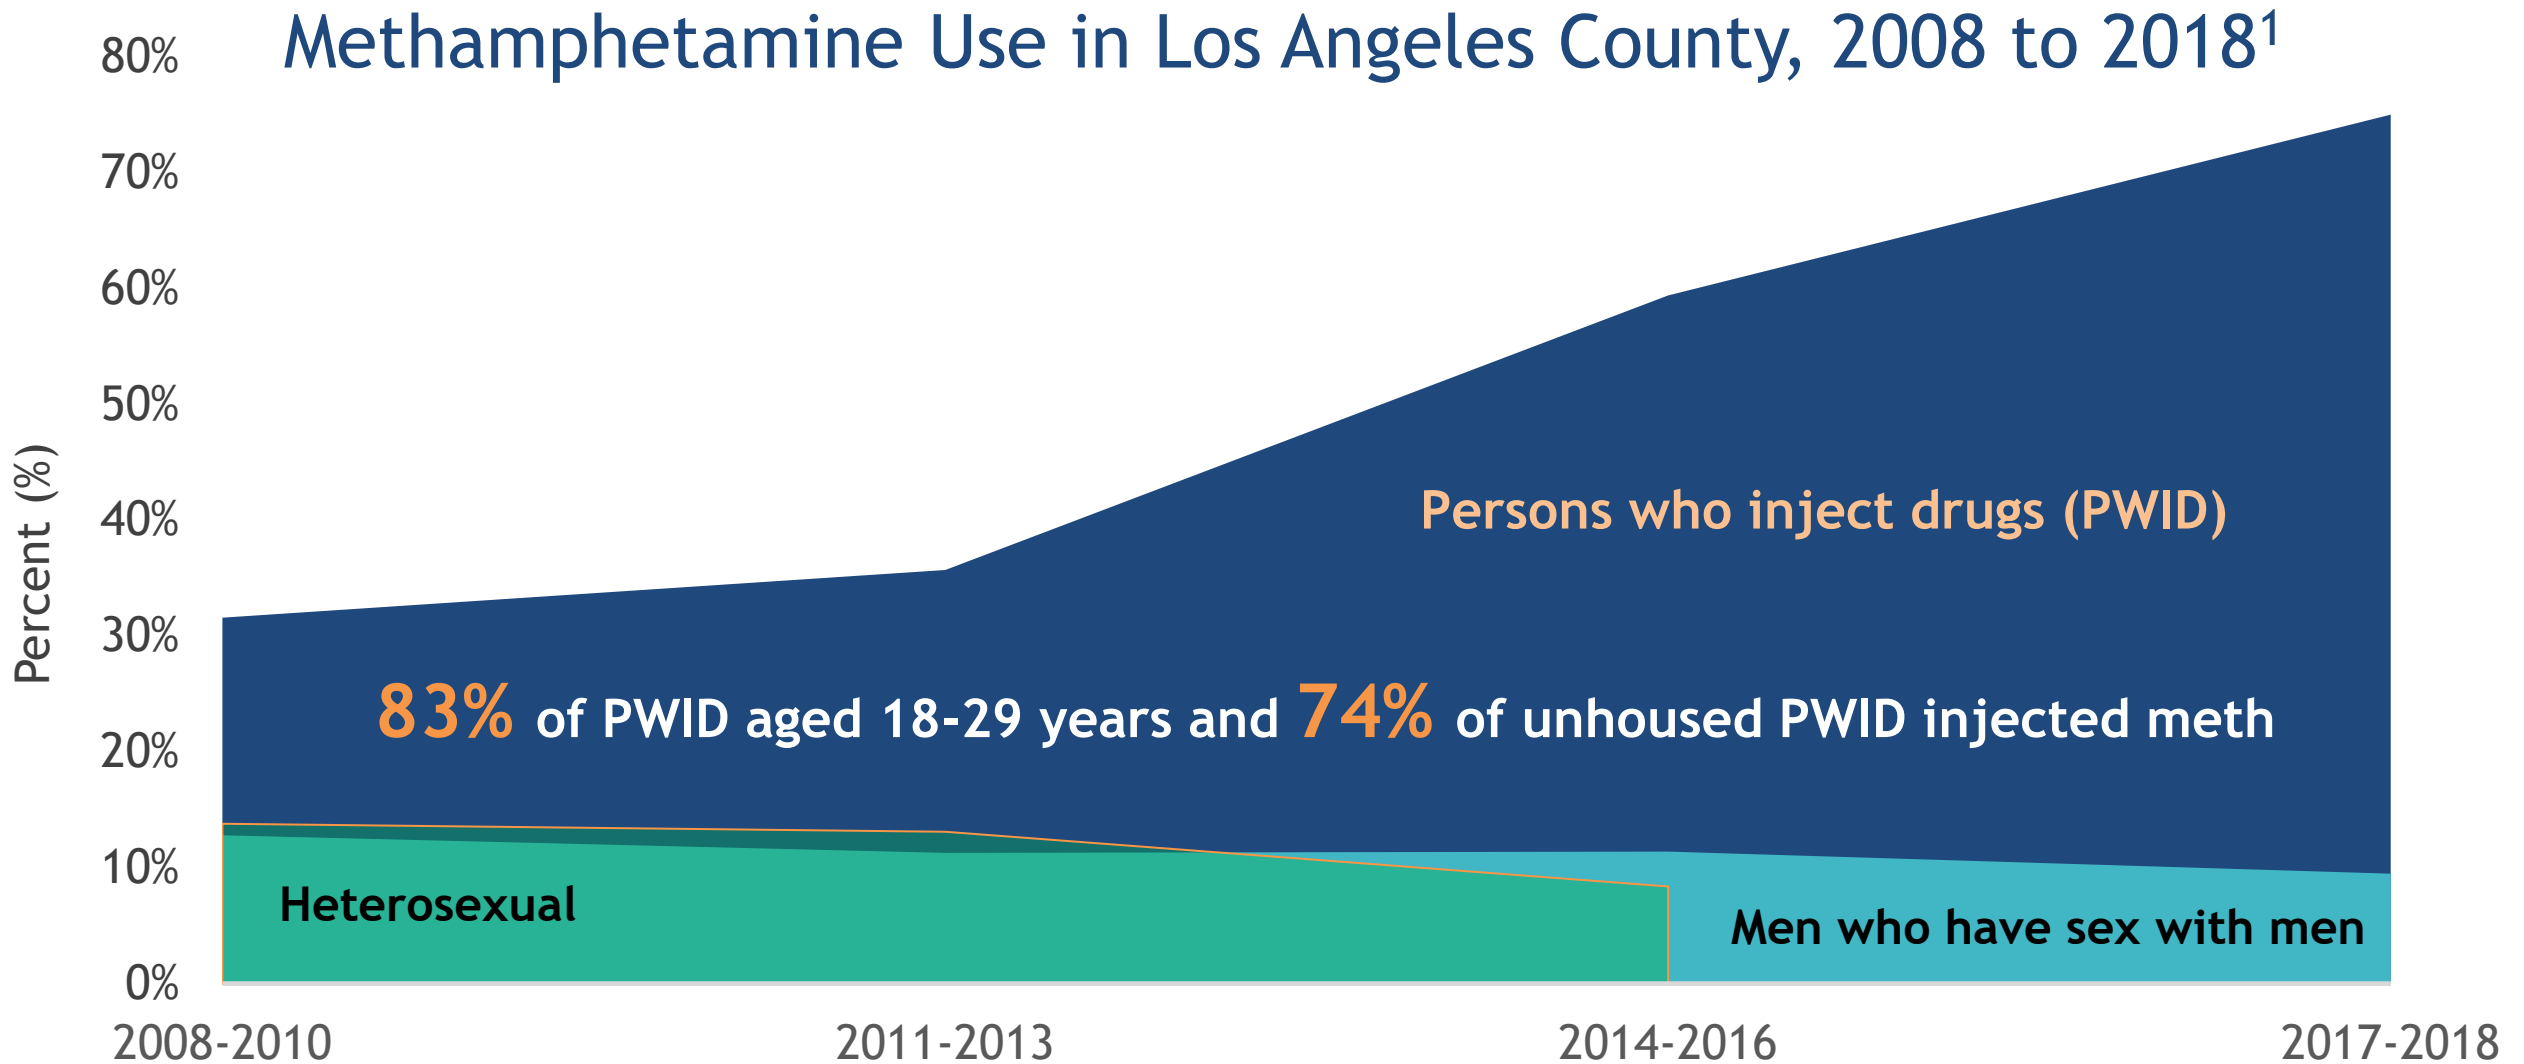 Methamphetamine Use in Los Angeles County, 2008 to 2018¹
80%
70%
60%
50%
40%
30%
20%
10%
0%
Percent (%)
Persons who inject drugs (PWID)
83% of PWID aged 18-29 years and 74% of unhoused PWID injected meth
Heterosexual
Men who have sex with men
2008-2010
2011-2013
2014-2016
2017-2018